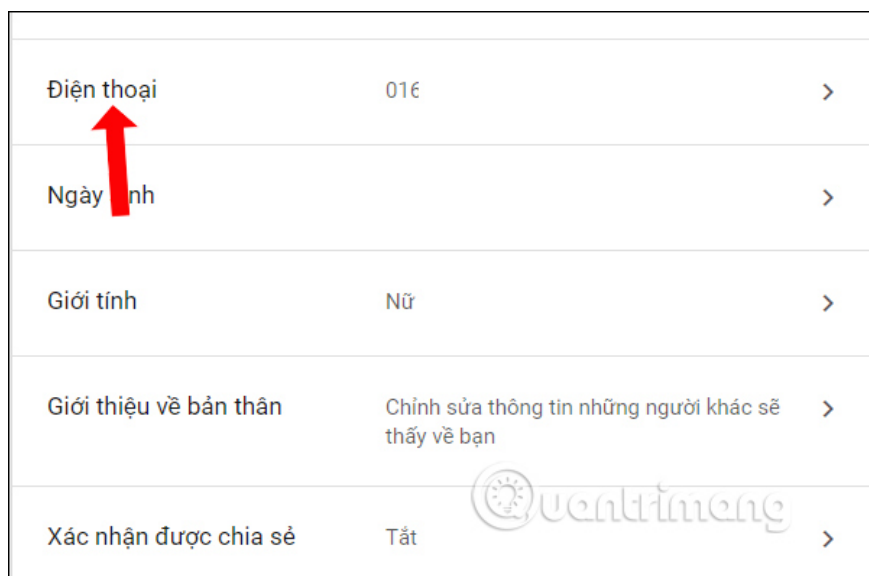 Điện thoại 016
Ngày
Giới tính Nữ
Giới thiệu về bản thân Chỉnh sửa thông tin những người khác sẽ
thấy về bạn
Quantrimang
Xác nhận được chia sẻ Tắt